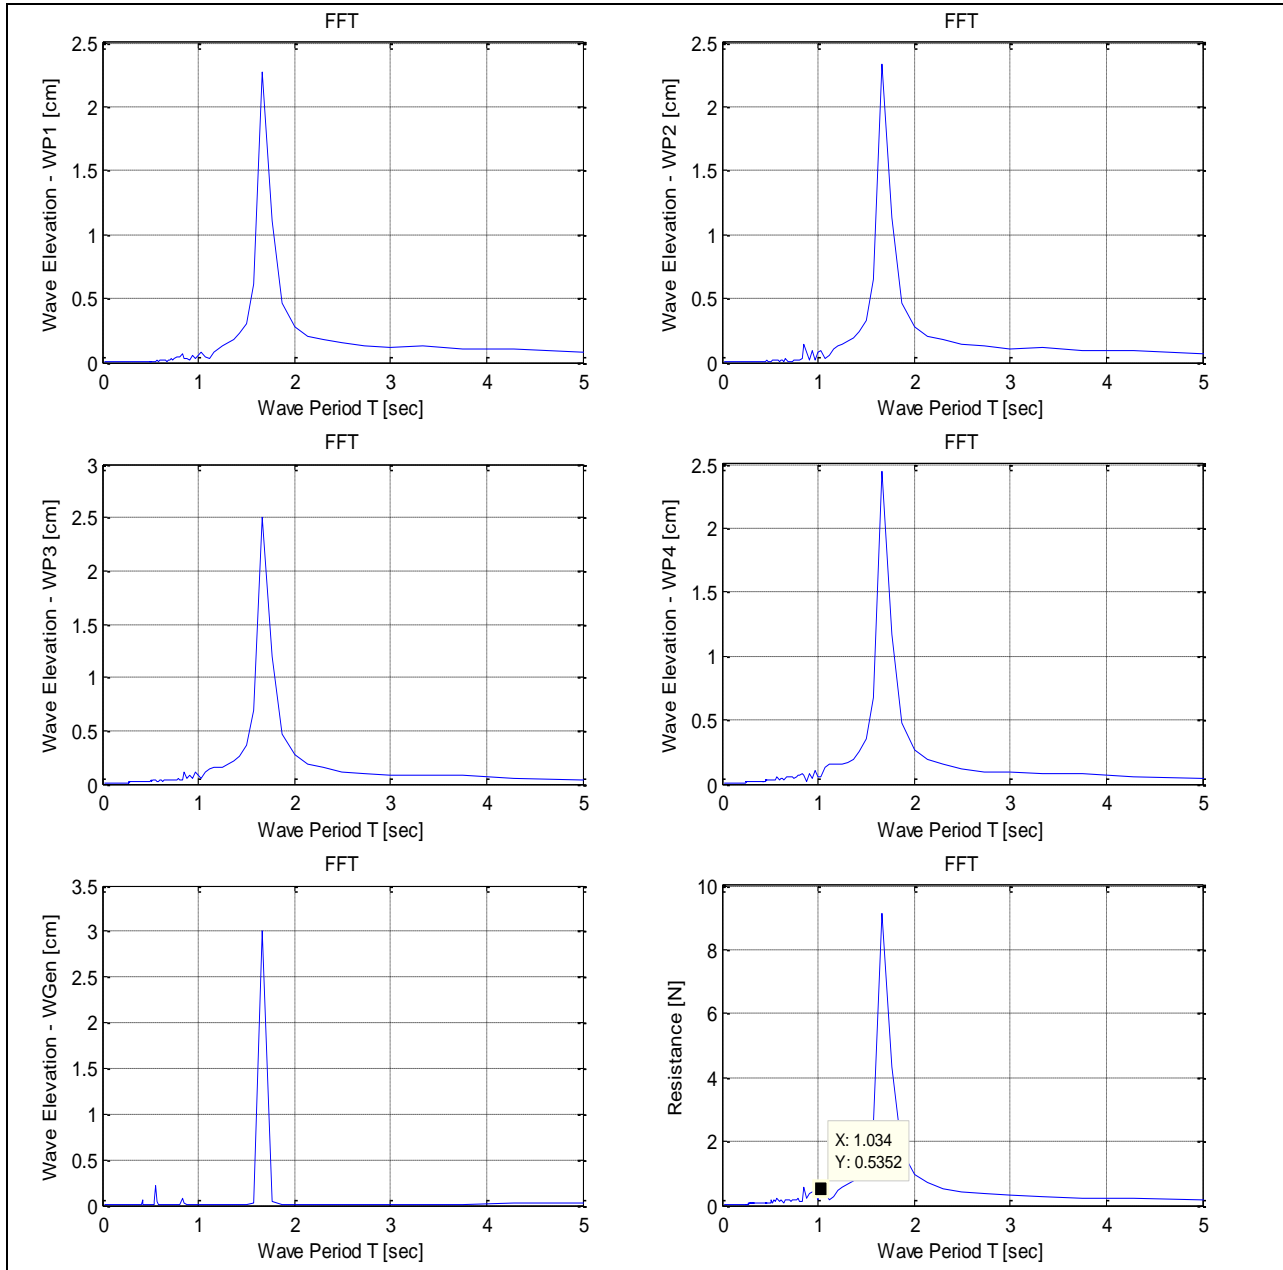 FFT
Wave Elevation - WP1 [cm]
2.5
2
1.5
1
0.5
0
0 1 2 3 4 5
Wave Period T [sec]
FFT
Wave Elevation - WP2 [cm]
2.5
2
1.5
1
0.5
0
0 1 2 3 4 5
Wave Period T [sec]
FFT
Wave Elevation - WP3 [cm]
3
2.5
2
1.5
1
0.5
0
0 1 2 3 4 5
Wave Period T [sec]
FFT
Wave Elevation - WP4 [cm]
2.5
2
1.5
1
0.5
0
0 1 2 3 4 5
Wave Period T [sec]
FFT
Wave Elevation - WGen [cm]
3.5
3
2.5
2
1.5
1
0.5
0
0 1 2 3 4 5
Wave Period T [sec]
FFT
Resistance [N]
10
8
6
4
2
0
X: 1.034
Y: 0.5352
0 1 2 3 4 5
Wave Period T [sec]